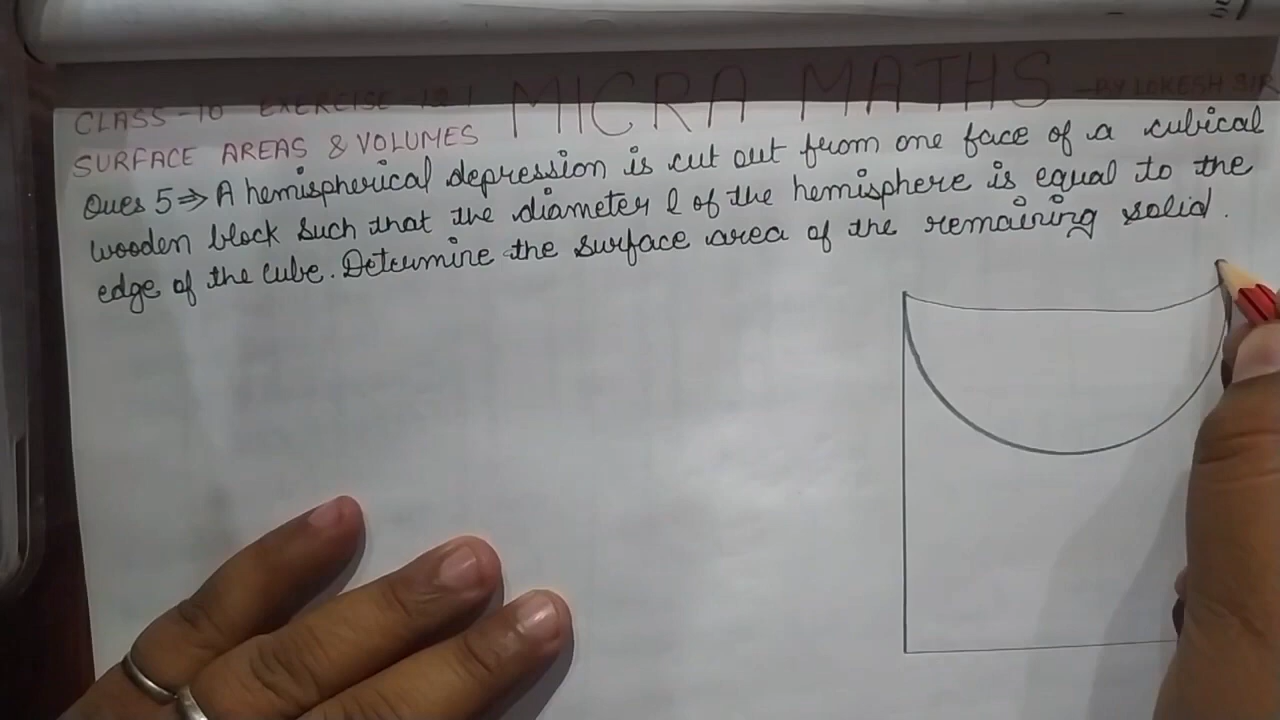 MICRA MATHS -BY LOKESH SIR
CLASS -10 EXERCISE
SURFACE AREAS & VOLUMES
Ques 5⇒ A hemispherical depression is cut out from one face of a cubical
wooden block such that the diameter l of the hemisphere is equal to the
edge of the cube. Determine the surface area of the remaining solid.